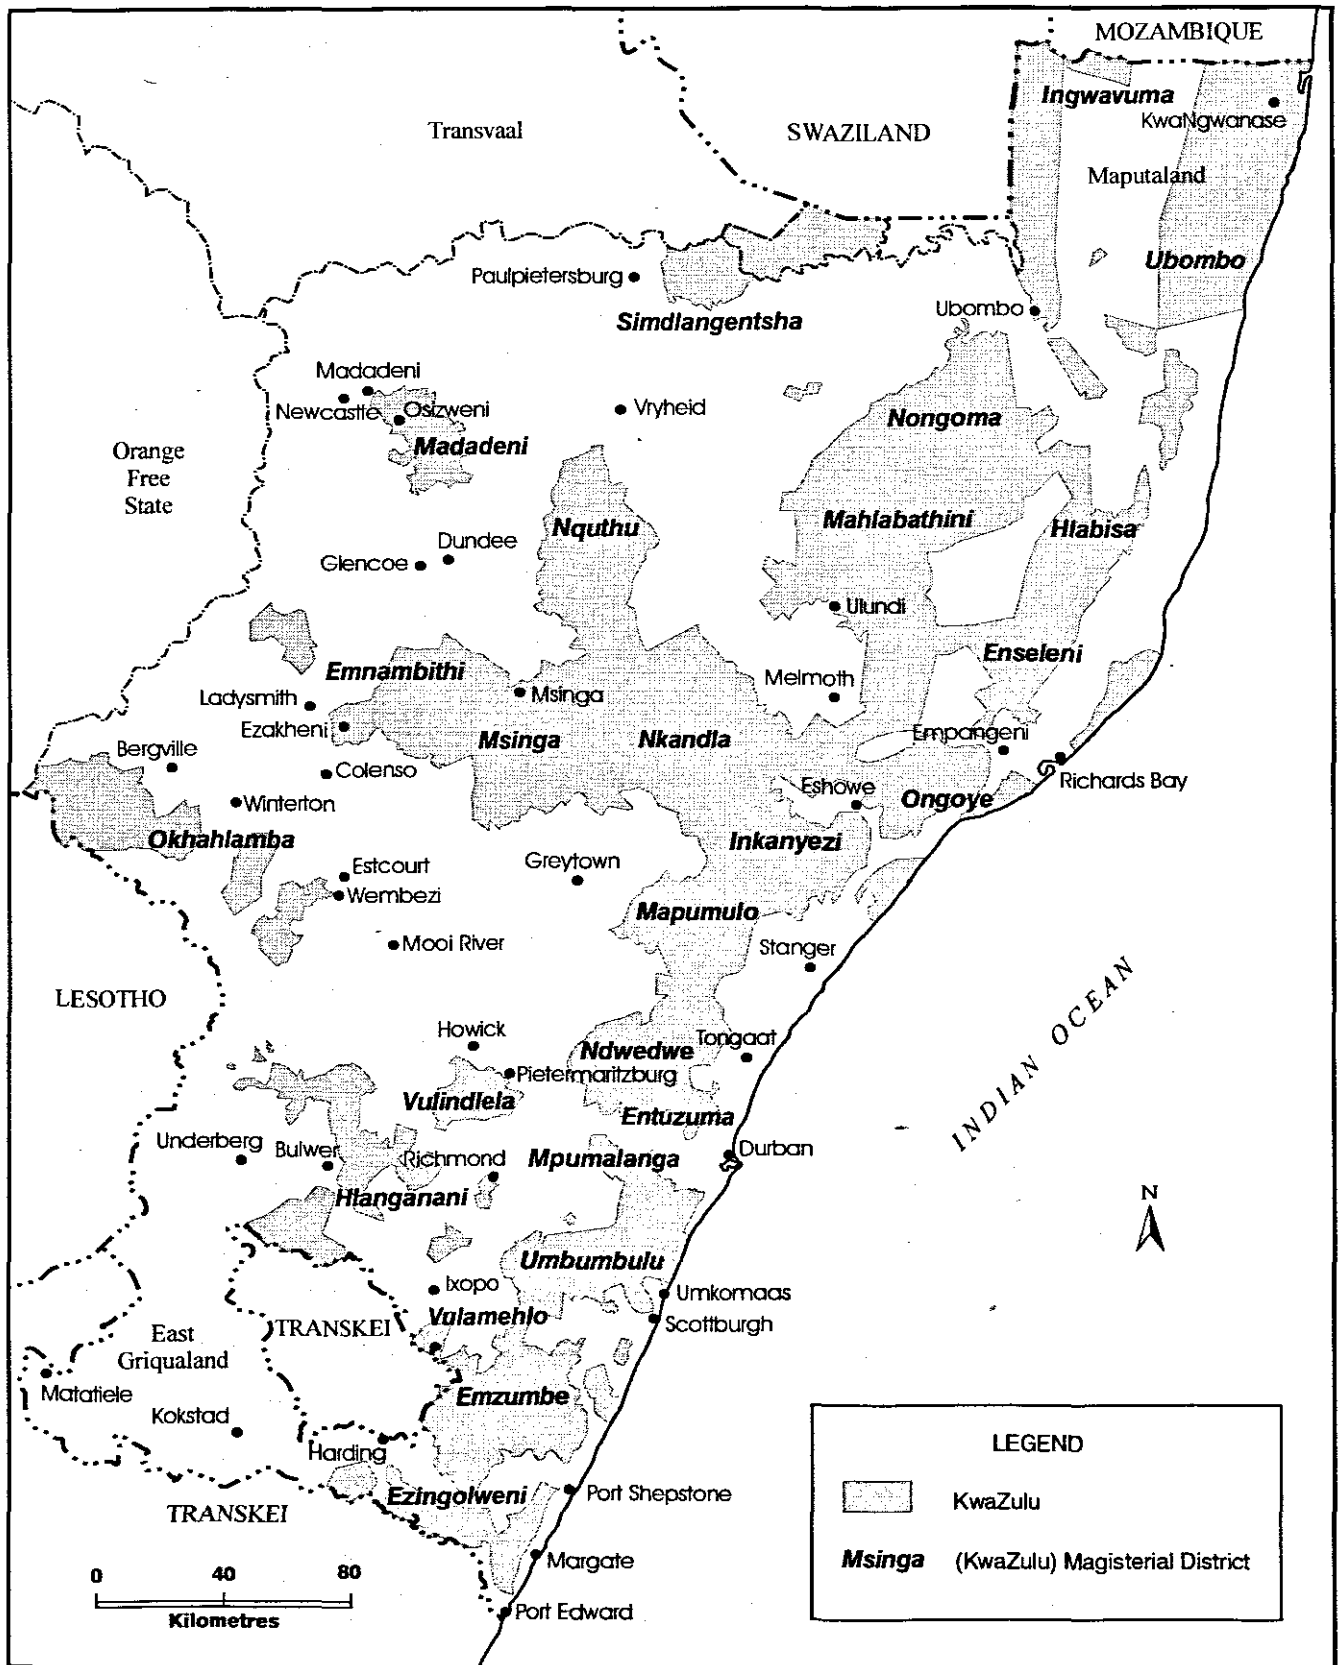 MOZAMBIQUE
Ingwavuma
KwaNgwanase
Transvaal
SWAZILAND
Maputaland
Ubombo
Paulpietersburg
Simdlangentsha
Ubombo
Madadeni
Newcastle
Osizweni
Madadeni
Vryheid
Nongoma
Orange
Free
State
Nquthu
Mahlabathini
Hlabisa
Dundee
Glencoe
Ulundi
Emnambithi
Enseleni
Ladysmith
Msinga
Melmoth
Ezakheni
Msinga
Nkandla
Empangeni
Bergville
Colenso
Richards Bay
Winterton
Eshowe
Ongoye
Okhahlamba
Inkanyezi
Estcourt
Greytown
Wembezi
Mapumulo
Mooi River
Stanger
LESOTHO
INDIAN OCEAN
Howick
Ndwedwe
Tongaat
Pietermaritzburg
Vulindlela
Entuzuma
Underberg
Bulwer
Richmond
Mpumalanga
Durban
Hlanganani
N
Umbumbulu
Ixopo
Umkomaas
Vulamehlo
Scottburgh
TRANSKEI
East
Griqualand
Matatiele
Emzumbe
Kokstad
Harding
Ezingolweni
Port Shepstone
TRANSKEI
Margate
Port Edward
0 40 80
Kilometres
LEGEND
KwaZulu
Msinga (KwaZulu) Magisterial District